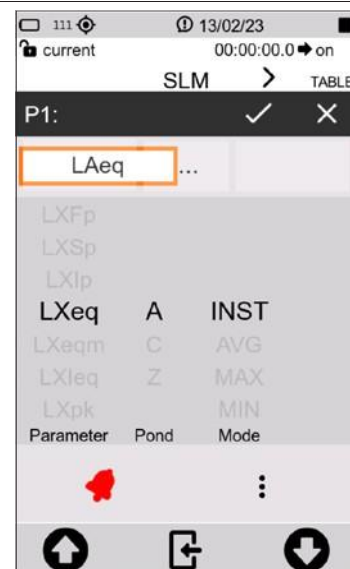 111 13/02/23
current 00:00:00.0 on
SLM > TABLE
P1:
LAeq ...
LXFp
LXSp
LXIp
LXeq A INST
LXeqm C AVG
LXIeq Z MAX
LXpk MIN
Parameter Pond Mode